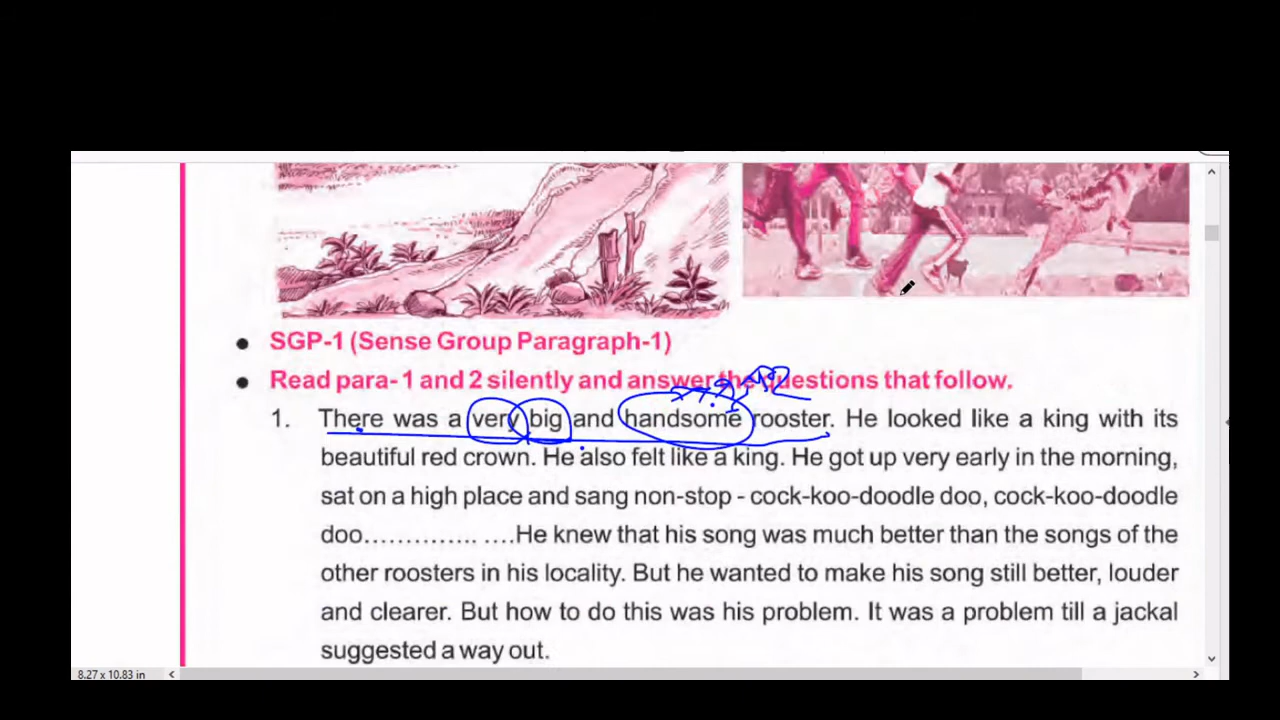 SGP-1 (Sense Group Paragraph-1)
Read para- 1 and 2 silently and answer the questions that follow.
1. There was a very big and handsome rooster. He looked like a king with its
beautiful red crown. He also felt like a king. He got up very early in the morning,
sat on a high place and sang non-stop - cock-koo-doodle doo, cock-koo-doodle
doo.............. ....He knew that his song was much better than the songs of the
other roosters in his locality. But he wanted to make his song still better, louder
and clearer. But how to do this was his problem. It was a problem till a jackal
suggested a way out.
8.27 x 10.83 in